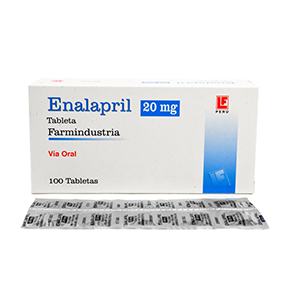 Enalapril 20 mg
Tableta
Farmindustria
Vía Oral
100 Tabletas
PERU